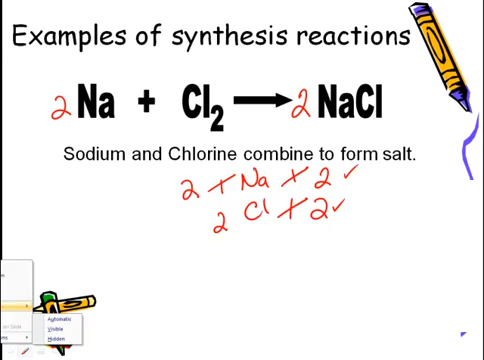 Examples of synthesis reactions
2 Na + Cl2 → 2 NaCl
Sodium and Chlorine combine to form salt.
2 Na 2 ✓
2 Cl 2 ✓
Automatic
Visible
Hidden